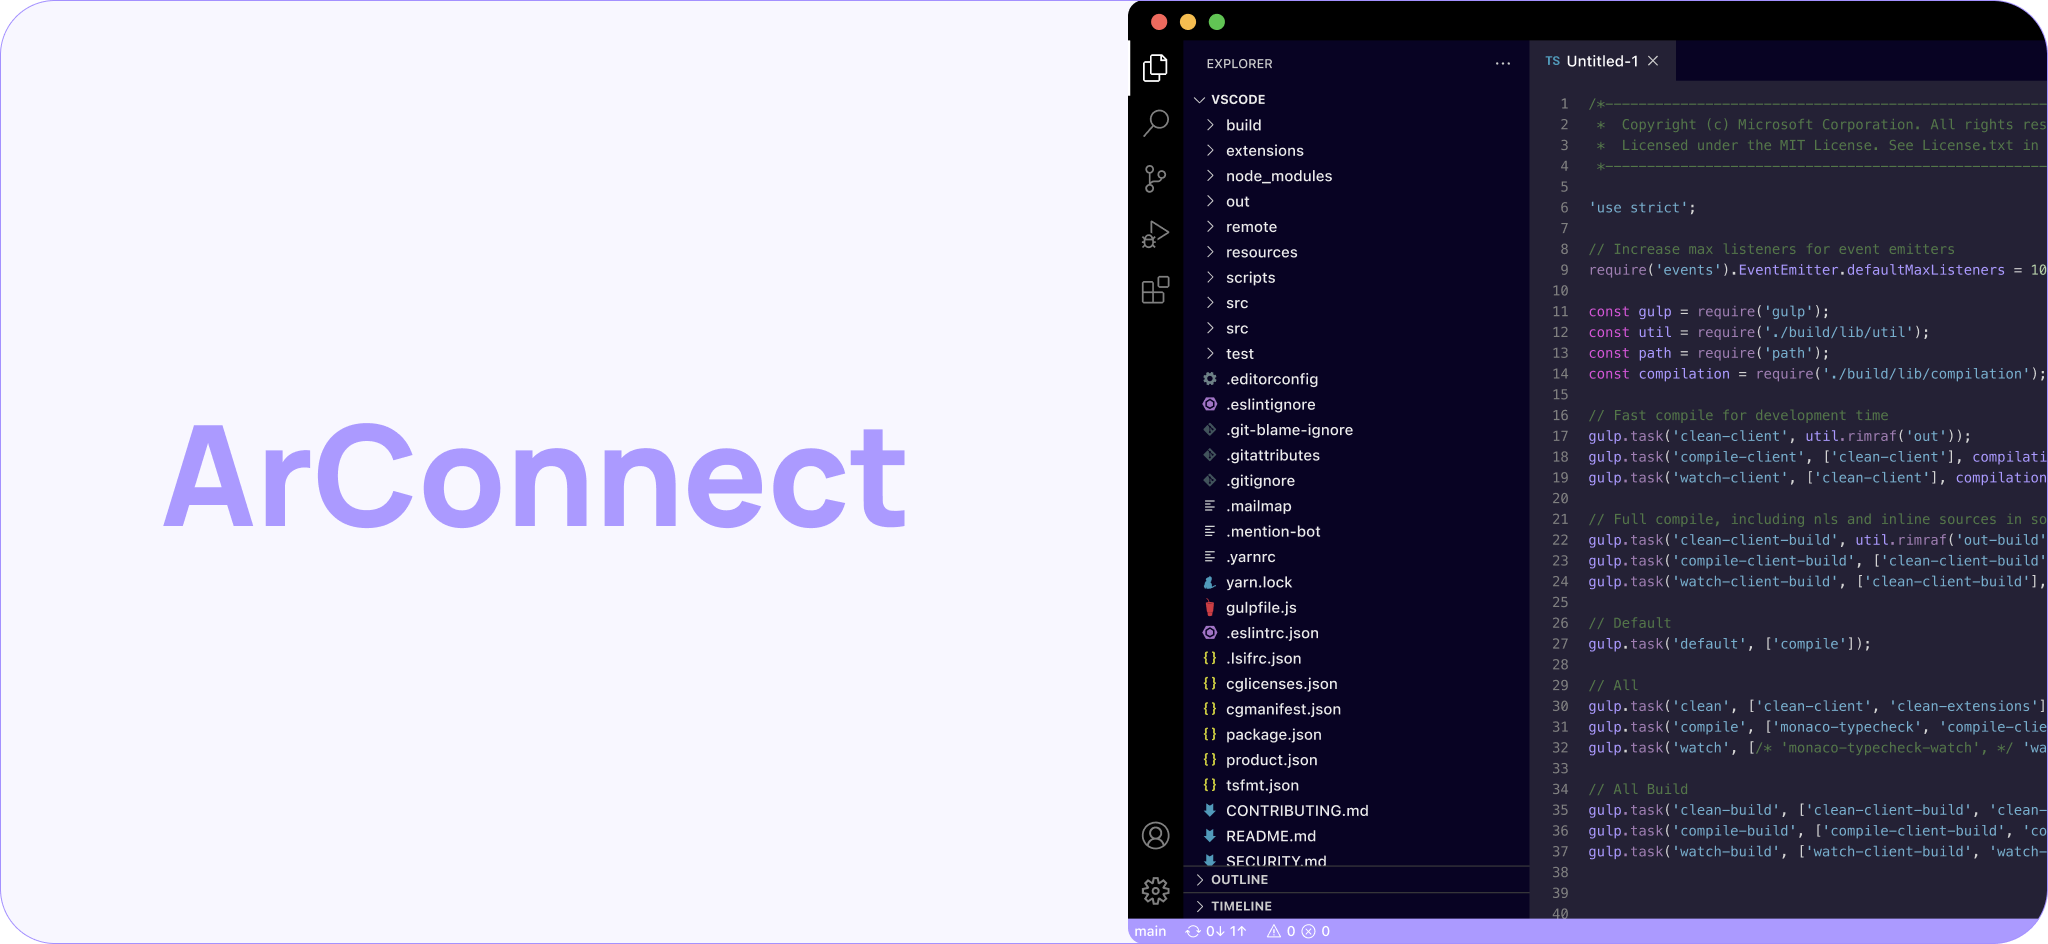 ArConnect
EXPLORER
VSCODE
build
extensions
node_modules
out
remote
resources
scripts
src
src
test
.editorconfig
.eslintignore
.git-blame-ignore
.gitattributes
.gitignore
.mailmap
.mention-bot
.yarnrc
yarn.lock
gulpfile.js
.eslintrc.json
{} .lsifrc.json
{} cglicenses.json
{} cgmanifest.json
{} package.json
{} product.json
{} tsfmt.json
CONTRIBUTING.md
README.md
SECURITY.md
OUTLINE
TIMELINE
TS Untitled-1
1 /*------------------------------------------------------
2 * Copyright (c) Microsoft Corporation. All rights res
3 * Licensed under the MIT License. See License.txt in
4 *------------------------------------------------------
5
6 'use strict';
7
8 // Increase max listeners for event emitters
9 require('events').EventEmitter.defaultMaxListeners = 10
10
11 const gulp = require('gulp');
12 const util = require('./build/lib/util');
13 const path = require('path');
14 const compilation = require('./build/lib/compilation');
15
16 // Fast compile for development time
17 gulp.task('clean-client', util.rimraf('out'));
18 gulp.task('compile-client', ['clean-client'], compilati
19 gulp.task('watch-client', ['clean-client'], compilation
20
21 // Full compile, including nls and inline sources in so
22 gulp.task('clean-client-build', util.rimraf('out-build'
23 gulp.task('compile-client-build', ['clean-client-build'
24 gulp.task('watch-client-build', ['clean-client-build'],
25
26 // Default
27 gulp.task('default', ['compile']);
28
29 // All
30 gulp.task('clean', ['clean-client', 'clean-extensions']
31 gulp.task('compile', ['monaco-typecheck', 'compile-clie
32 gulp.task('watch', [/* 'monaco-typecheck-watch', */ 'wa
33
34 // All Build
35 gulp.task('clean-build', ['clean-client-build', 'clean-
36 gulp.task('compile-build', ['compile-client-build', 'co
37 gulp.task('watch-build', ['watch-client-build', 'watch-
38
39
40
main 0↓ 1↑ 0 0